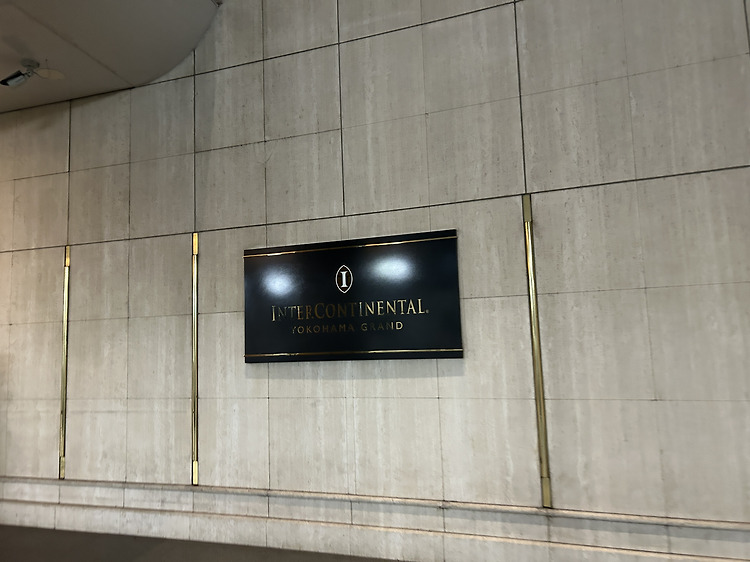 I
INTERCONTINENTAL®
YOKOHAMA GRAND